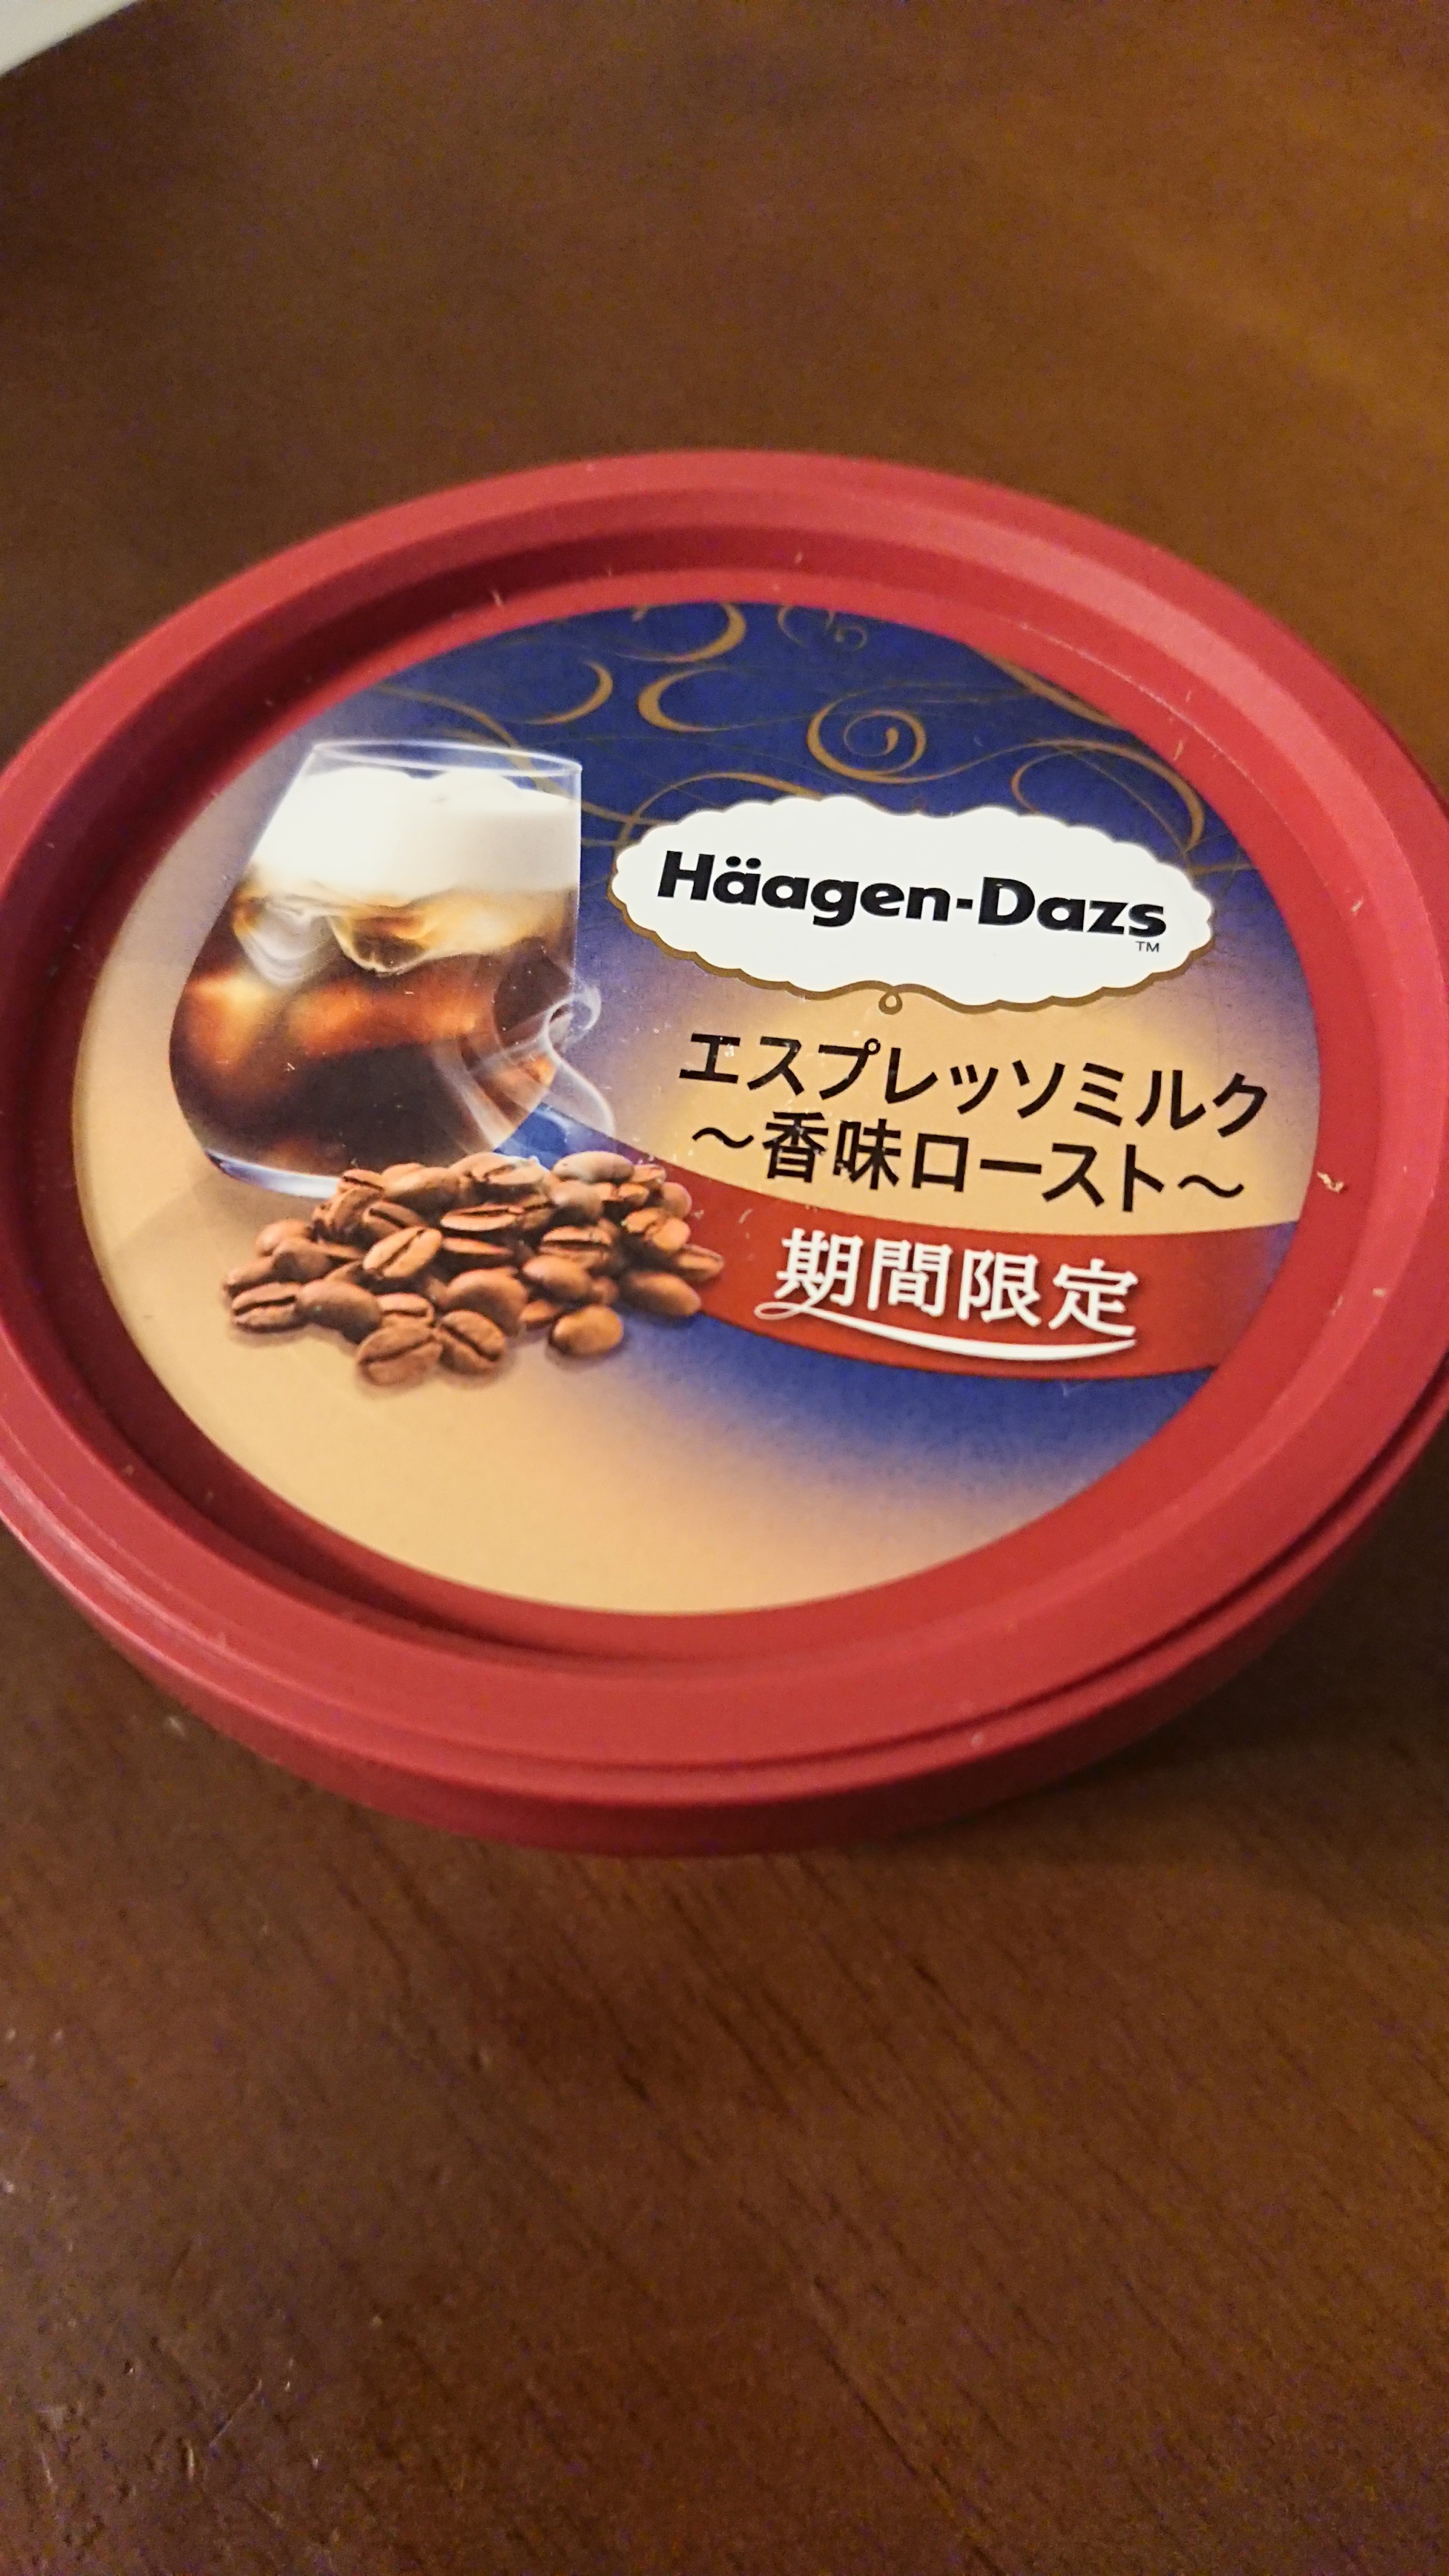 Häagen-Dazs
TM
エスプレッソミルク
〜香味ロースト〜
期間限定